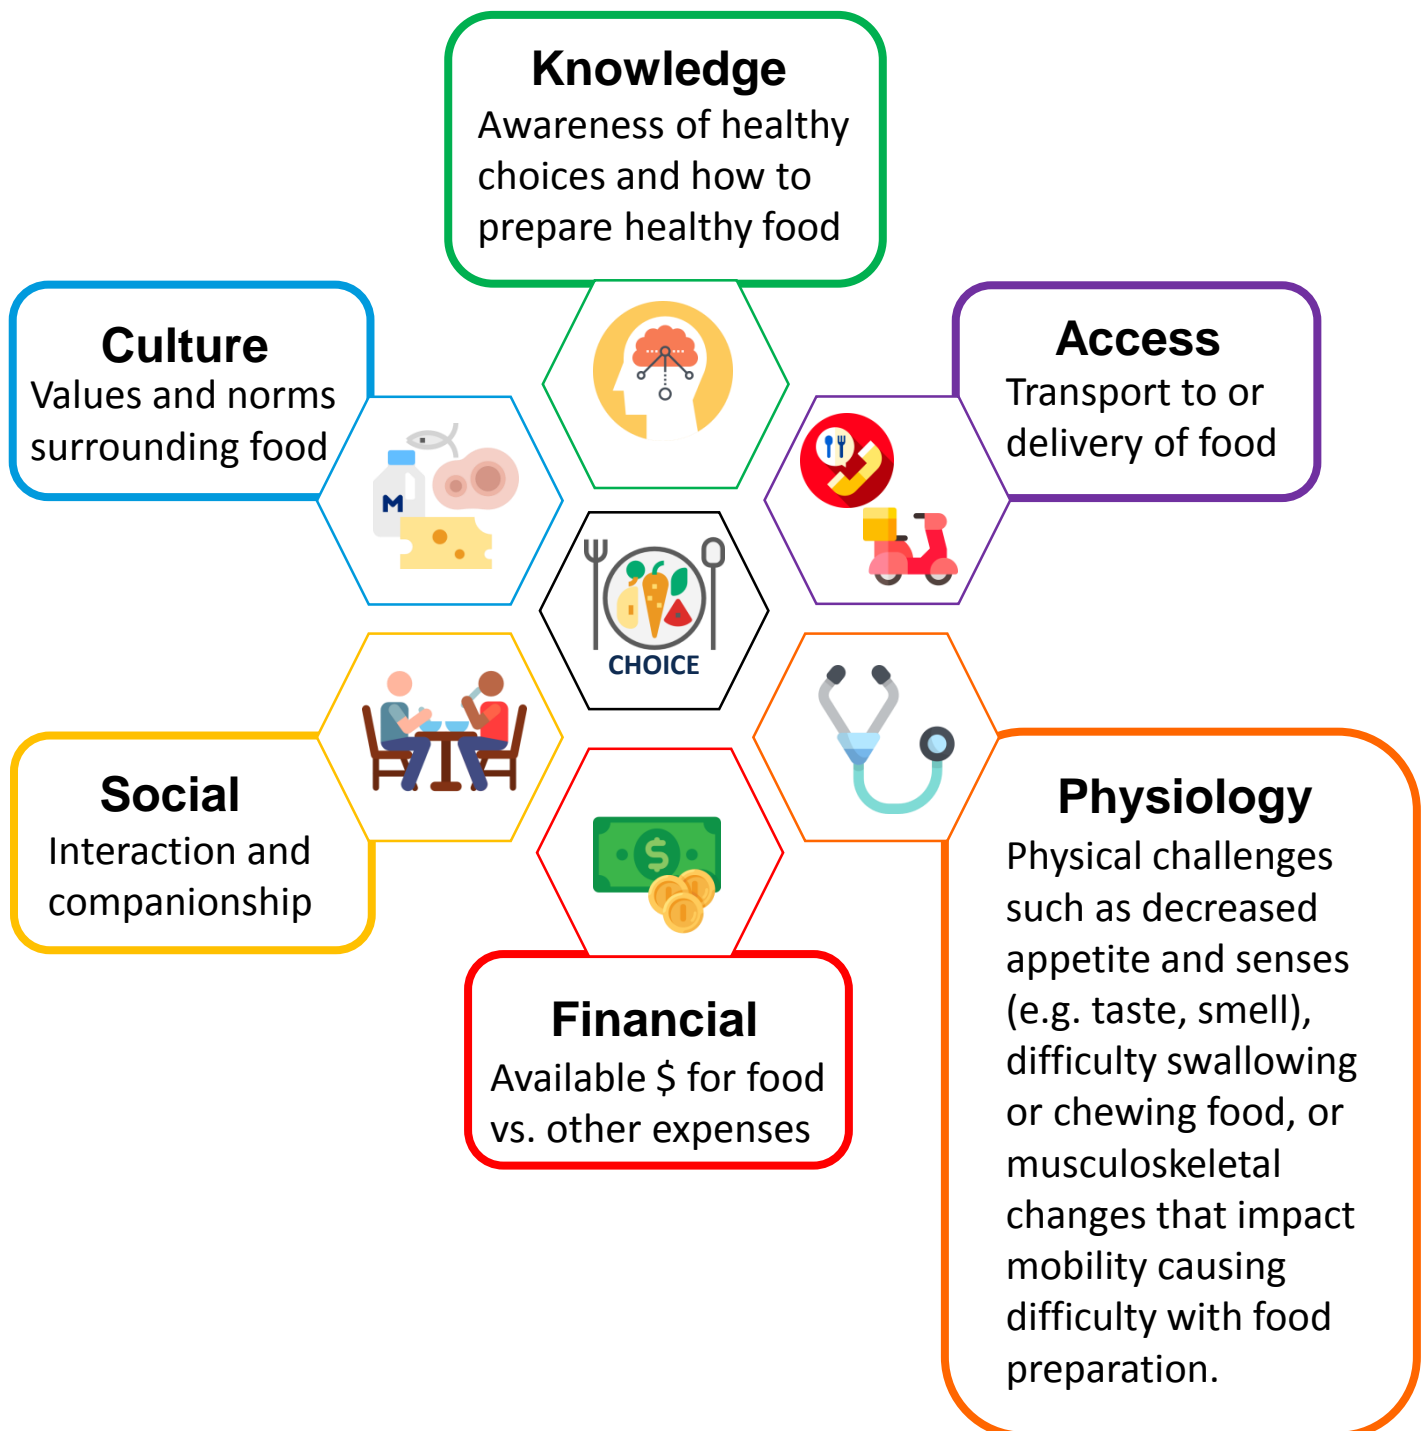 Knowledge
Awareness of healthy
choices and how to
prepare healthy food
Culture
Values and norms
surrounding food
Access
Transport to or
delivery of food
M
CHOICE
Social
Interaction and
companionship
Physiology
Physical challenges
such as decreased
appetite and senses
(e.g. taste, smell),
difficulty swallowing
or chewing food, or
musculoskeletal
changes that impact
mobility causing
difficulty with food
preparation.
$
Financial
Available $ for food
vs. other expenses